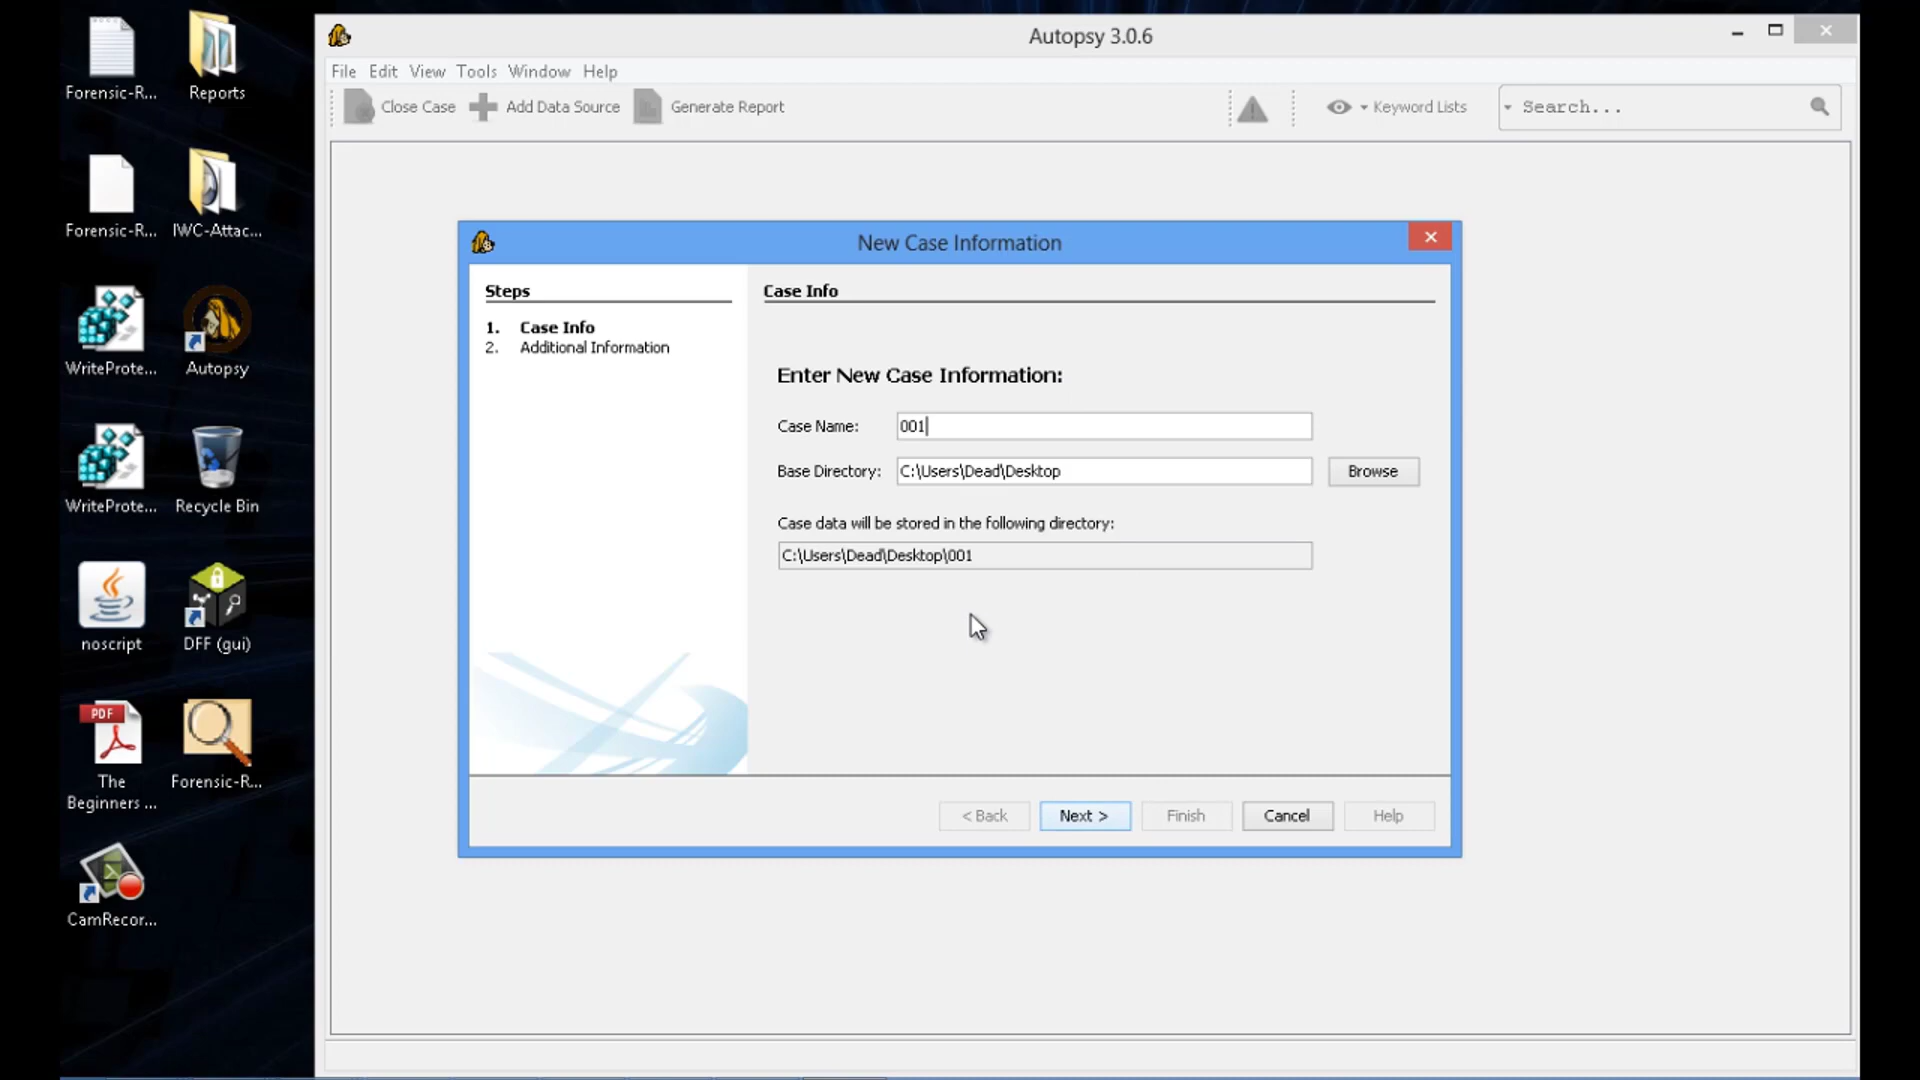 Forensic-R...
Reports
Forensic-R...
IWC-Attac...
WriteProte...
Autopsy
WriteProte...
Recycle Bin
noscript
DFF (gui)
PDF
The
Beginners ...
Forensic-R...
CamRecor...
Autopsy 3.0.6
File Edit View Tools Window Help
Close Case Add Data Source Generate Report Keyword Lists Search...
New Case Information
Steps
1. Case Info
2. Additional Information
Case Info
Enter New Case Information:
Case Name: 001
Base Directory: C:\Users\Dead\Desktop Browse
Case data will be stored in the following directory:
C:\Users\Dead\Desktop\001
< Back Next > Finish Cancel Help